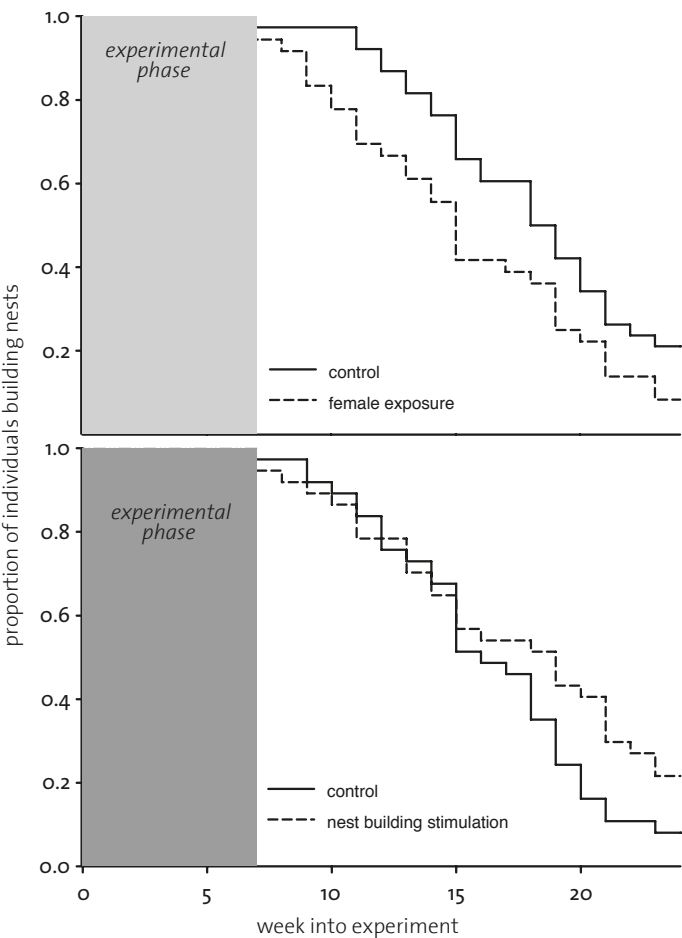 1.0
experimental
phase
0.8
0.6
0.4
0.2
control
female exposure
proportion of individuals building nests
1.0
experimental
phase
0.8
0.6
0.4
0.2
control
nest building stimulation
0.0
0 5 10 15 20
week into experiment